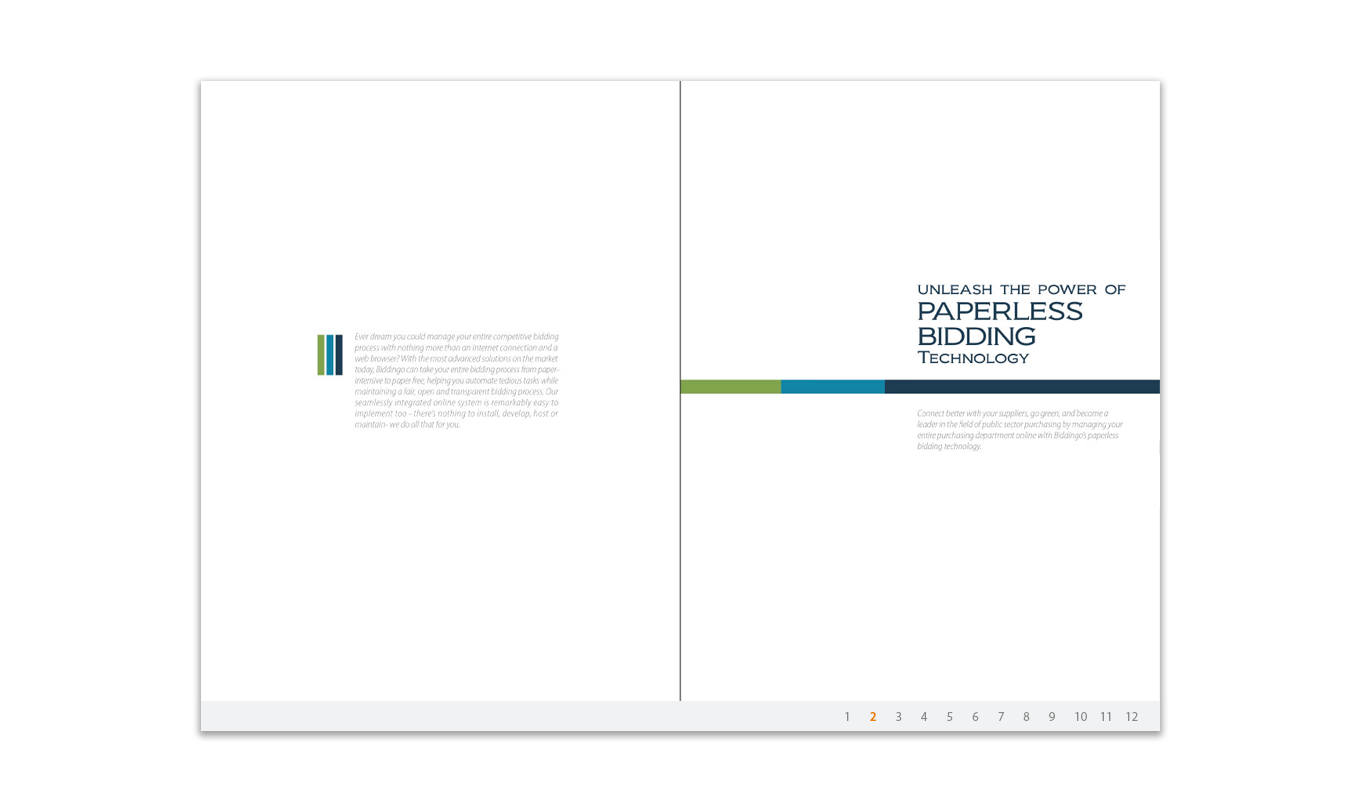 Ever dream you could manage your entire competitive bidding
process with nothing more than an internet connection and a
web browser? With the most advanced solutions on the market
today, Biddingo can take your entire bidding process from paper-
intensive to paper free, helping you automate tedious tasks while
maintaining a fair, open and transparent bidding process. Our
seamlessly integrated online system is remarkably easy to
implement too - there's nothing to install, develop, host or
maintain- we do all that for you.
UNLEASH THE POWER OF
PAPERLESS
BIDDING
TECHNOLOGY
Connect better with your suppliers, go green, and become a
leader in the field of public sector purchasing by managing your
entire purchasing department online with Biddingo's paperless
bidding technology.
1 2 3 4 5 6 7 8 9 10 11 12